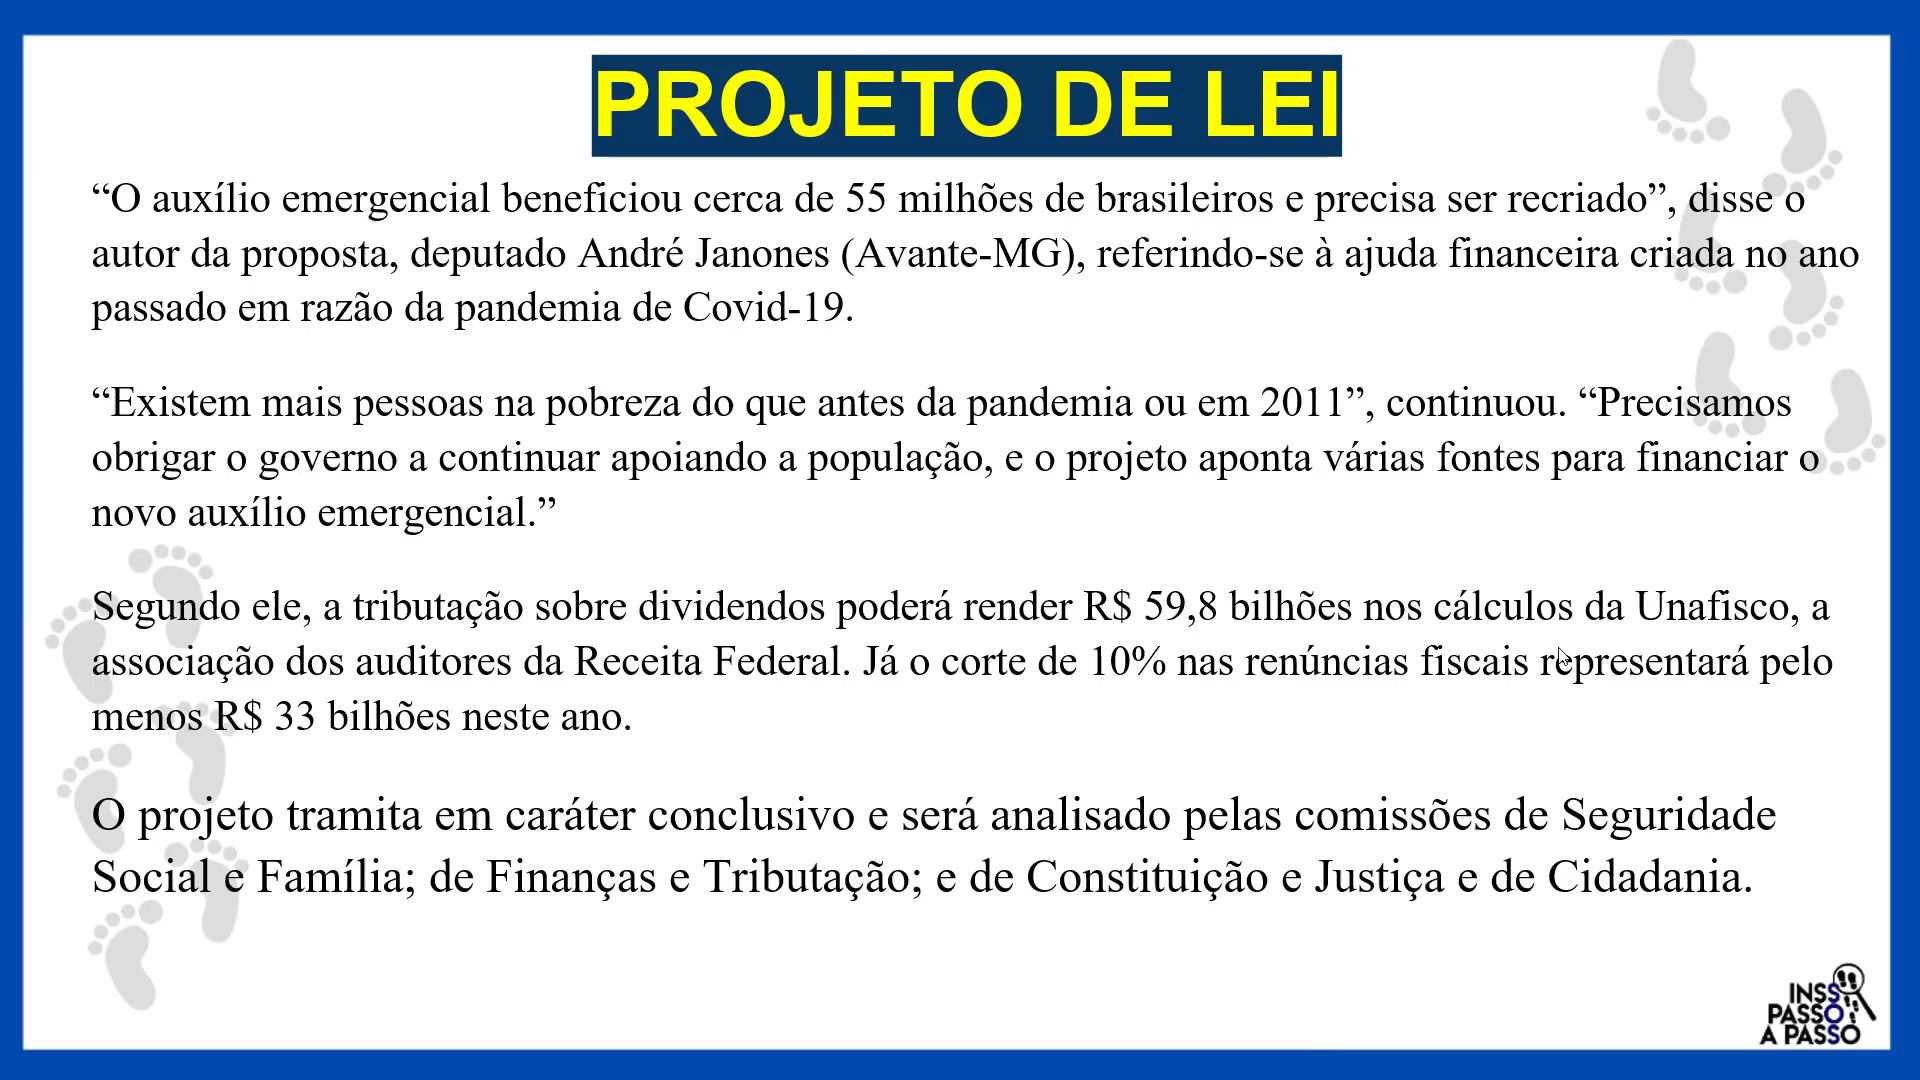 PROJETO DE LEI
“O auxílio emergencial beneficiou cerca de 55 milhões de brasileiros e precisa ser recriado”, disse o
autor da proposta, deputado André Janones (Avante-MG), referindo-se à ajuda financeira criada no ano
passado em razão da pandemia de Covid-19.
“Existem mais pessoas na pobreza do que antes da pandemia ou em 2011”, continuou. “Precisamos
obrigar o governo a continuar apoiando a população, e o projeto aponta várias fontes para financiar o
novo auxílio emergencial.”
Segundo ele, a tributação sobre dividendos poderá render R$ 59,8 bilhões nos cálculos da Unafisco, a
associação dos auditores da Receita Federal. Já o corte de 10% nas renúncias fiscais representará pelo
menos R$ 33 bilhões neste ano.
O projeto tramita em caráter conclusivo e será analisado pelas comissões de Seguridade
Social e Família; de Finanças e Tributação; e de Constituição e Justiça e de Cidadania.
INSS
PASSO
A PASSO